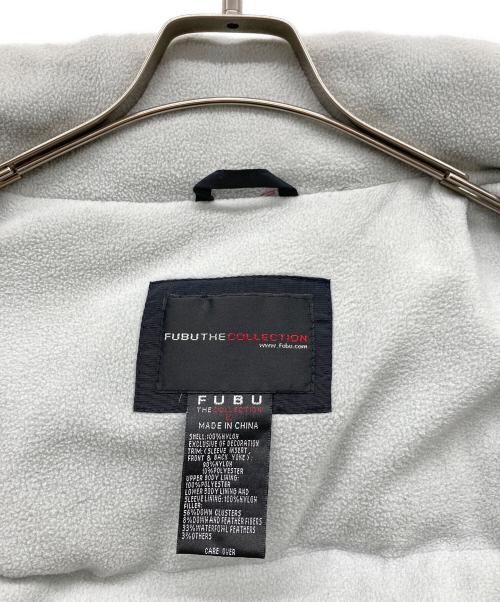 FUBUTHECOLLECTION
www.fubu.com
FUBU
THECOLLECTION
MADE IN CHINA
SHELL:100%NYLON
EXCLUSIVE OF DECORATION
TRIM:(SLEEVE INSERT,
FRONT & BACK YOKE):
90%NYLON
10%POLYESTER
UPPER BODY LINING:
100%POLYESTER
LOWER BODY LINING AND
SLEEVE LINING:100%NYLON
FILLER:
56%DOWN CLUSTERS
8%DOWN AND FEATHER FIBERS
33%WATERFOWL FEATHERS
3%OTHERS
CARE OVER